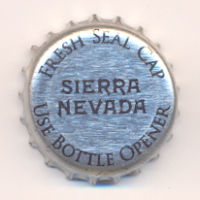 FRESH SEAL CAP
SIERRA
NEVADA
USE BOTTLE OPENER